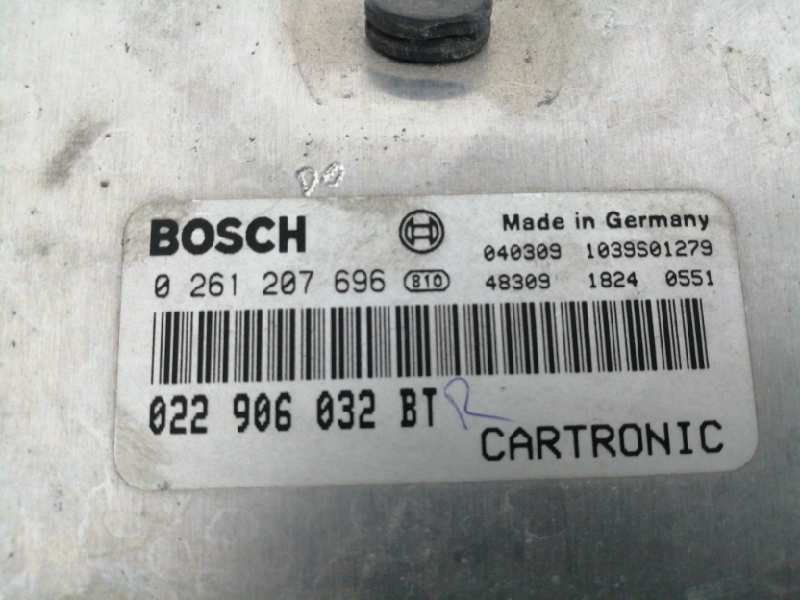 D0
BOSCH
Made in Germany
040309 1039S01279
0 261 207 696 B10
48309 1824 0551
022 906 032 BT R
CARTRONIC